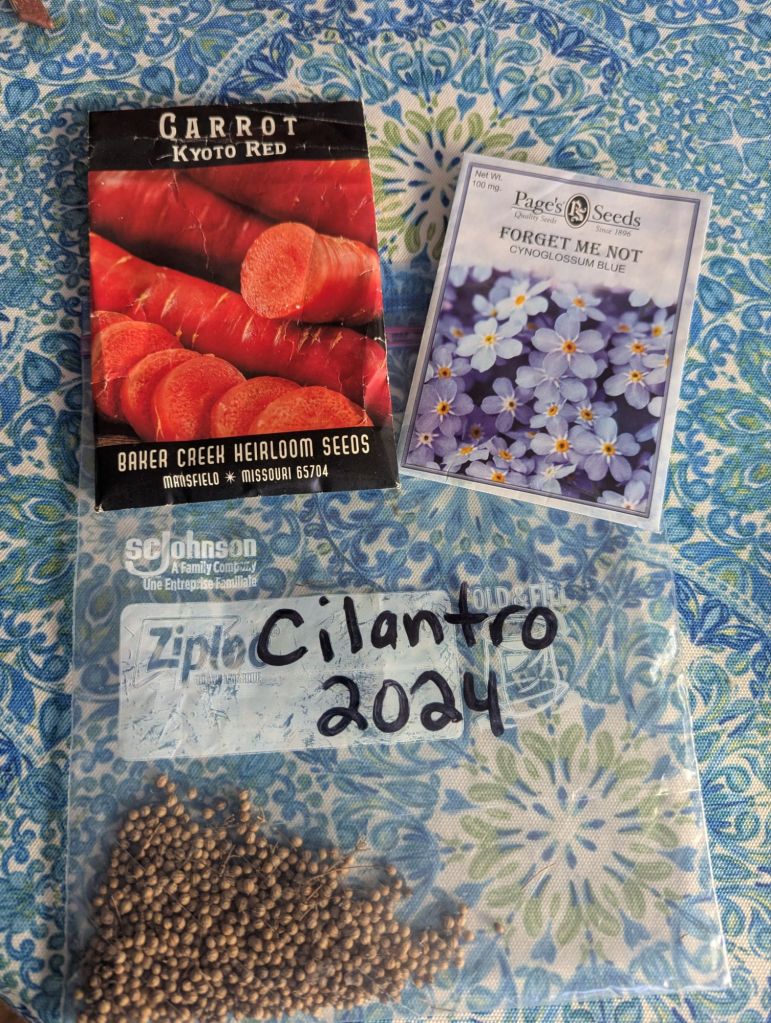 CARROT
KYOTO RED
BAKER CREEK HEIRLOOM SEEDS
MANSFIELD * MISSOURI 65704
Net Wt.
100 mg.
Page's PS Seeds
Quality Seeds Since 1896
FORGET ME NOT
CYNOGLOSSUM BLUE
scJohnson
A Family Company
Une Entreprise Familiale
Ziploc
Cilantro
2024